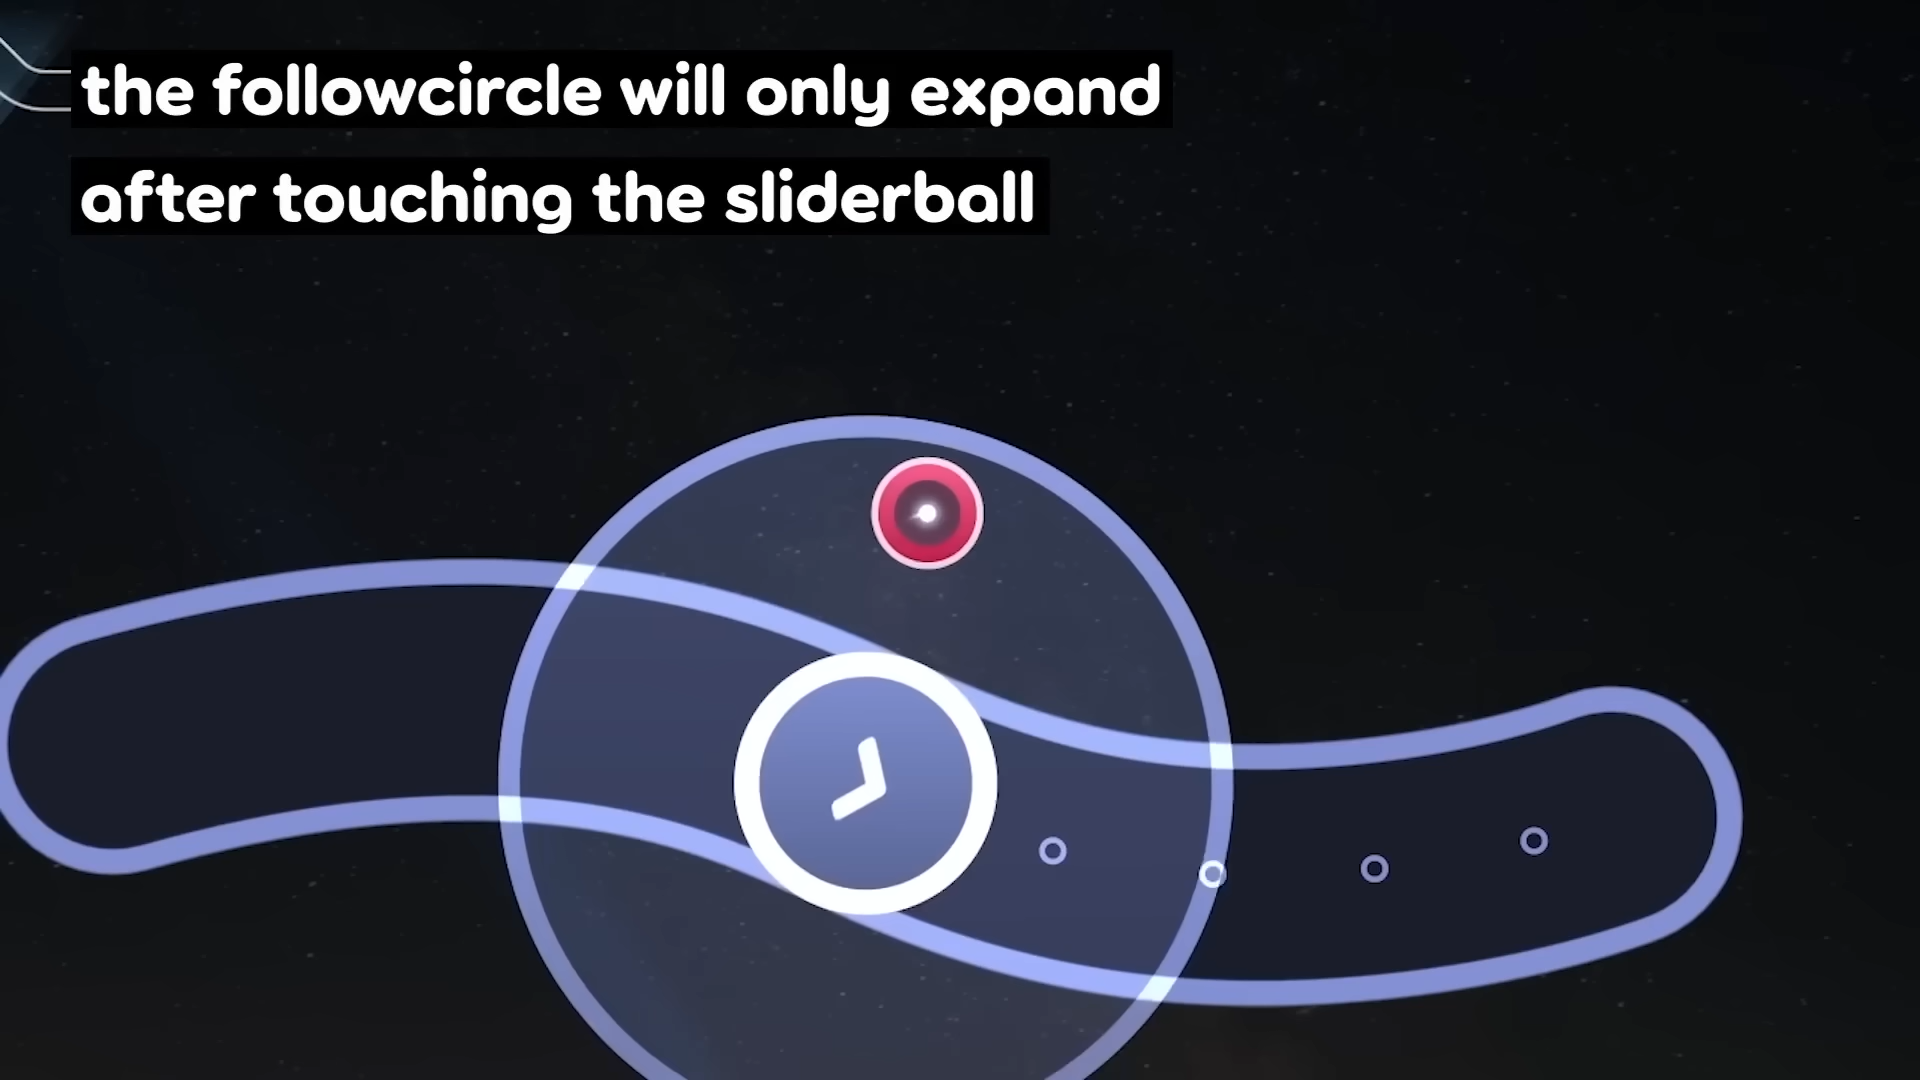 the followcircle will only expand
after touching the sliderball